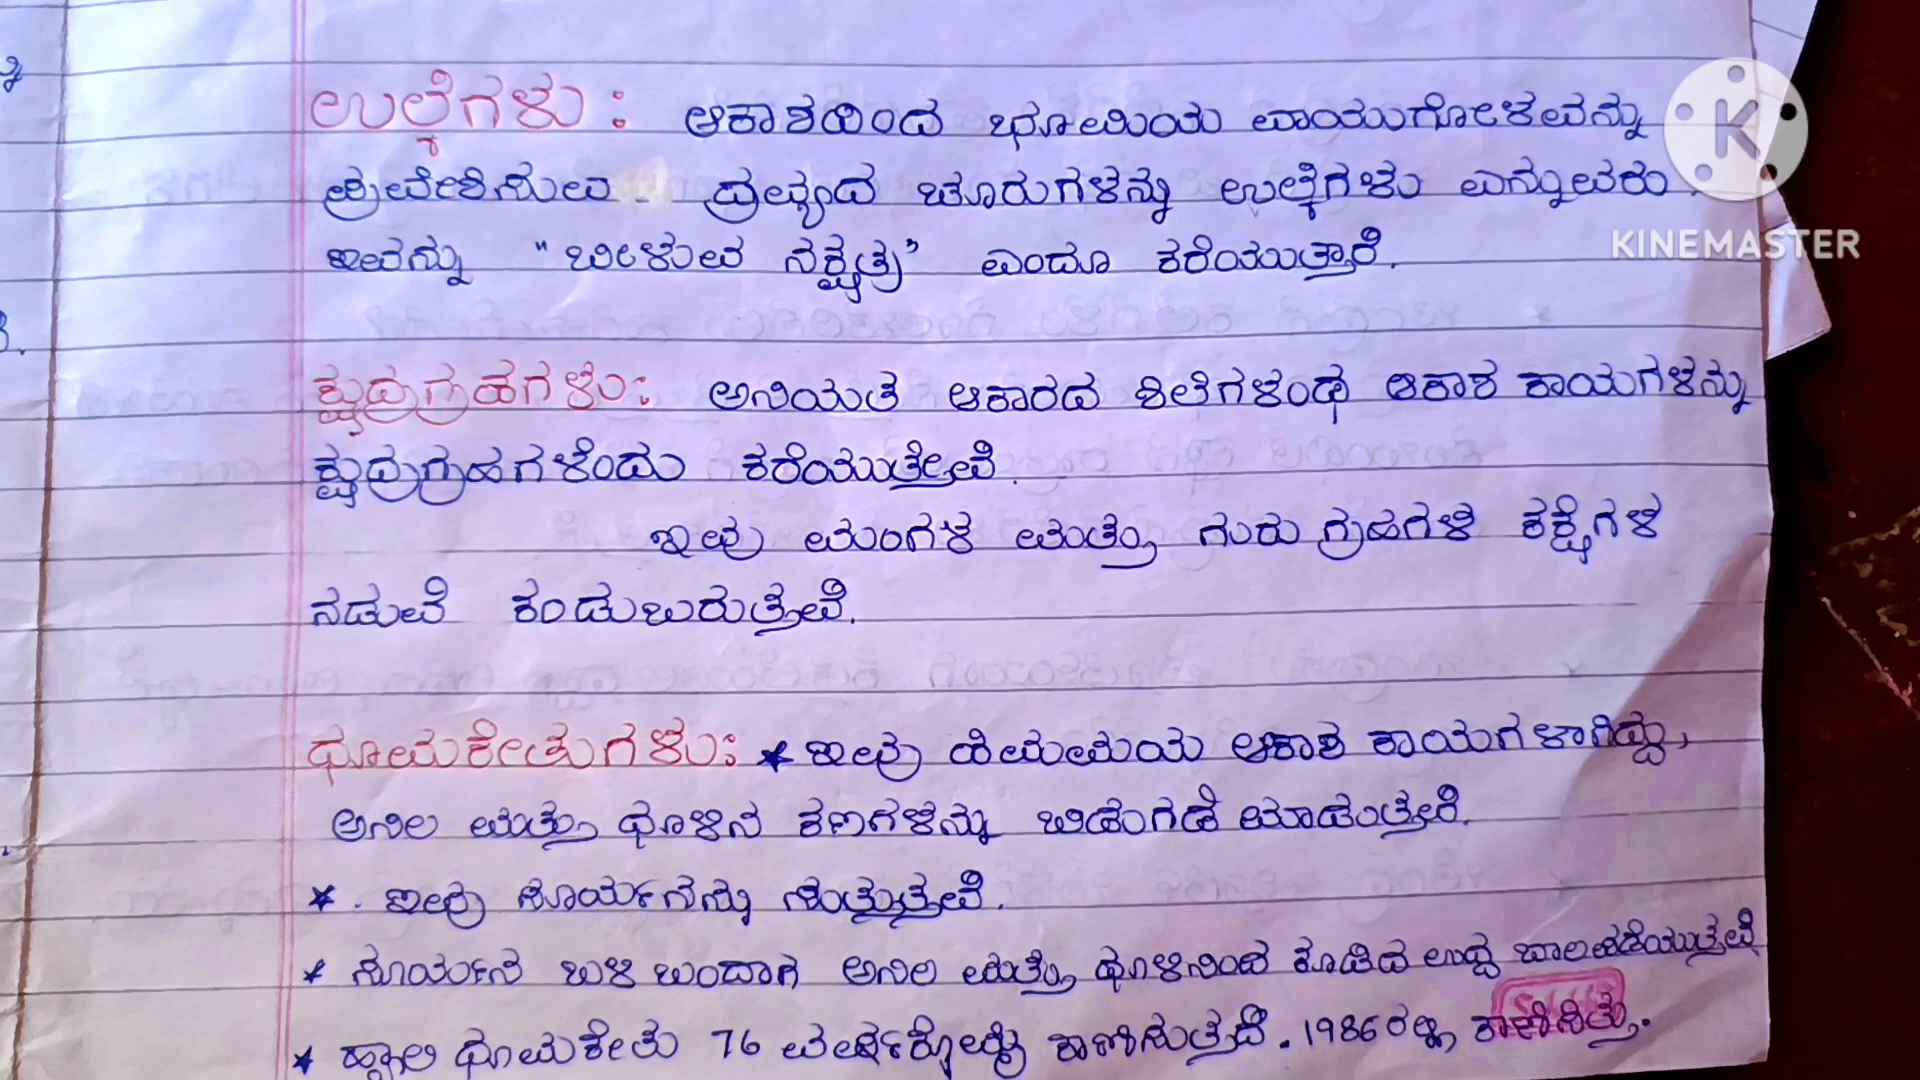 ಉಲ್ಕೆಗಳು : ಆಕಾಶದಿಂದ ಭೂಮಿಯ ವಾಯುಗೋಳವನ್ನು
ಪ್ರವೇಶಿಸುವ ದ್ರವ್ಯದ ಚೂರುಗಳನ್ನು ಉಲ್ಕೆಗಳು ಎನ್ನುವರು.
ಇವನ್ನು "ಬೀಳುವ ನಕ್ಷತ್ರ" ಎಂದೂ ಕರೆಯುತ್ತಾರೆ.
ಕ್ಷುದ್ರಗ್ರಹಗಳು: ಅನಿಯತ ಆಕಾರದ ಶಿಲೆಗಳಂಥ ಆಕಾಶ ಕಾಯಗಳನ್ನು
ಕ್ಷುದ್ರಗ್ರಹಗಳೆಂದು ಕರೆಯುತ್ತೇವೆ.
ಇವು ಮಂಗಳ ಮತ್ತು ಗುರು ಗ್ರಹಗಳ ಕಕ್ಷೆಗಳ
ನಡುವೆ ಕಂಡುಬರುತ್ತವೆ.
ಧೂಮಕೇತುಗಳು: * ಇವು ಹಿಮಮಯ ಆಕಾಶ ಕಾಯಗಳಾಗಿದ್ದು,
ಅನಿಲ ಮತ್ತು ಧೂಳಿನ ಕಣಗಳನ್ನು ಬಿಡುಗಡೆ ಮಾಡುತ್ತವೆ.
* . ಇವು ಸೂರ್ಯನನ್ನು ಸುತ್ತುತ್ತವೆ.
* ಸೂರ್ಯನ ಬಳಿ ಬಂದಾಗ ಅನಿಲ ಮತ್ತು ಧೂಳಿನಿಂದ ಕೂಡಿದ ಉದ್ದ ಬಾಲ ಪಡೆಯುತ್ತವೆ
* ಹ್ಯಾಲಿ ಧೂಮಕೇತು 76 ವರ್ಷಕ್ಕೊಮ್ಮೆ ಕಾಣಿಸುತ್ತದೆ. 1986ರಲ್ಲಿ ಕಾಣಿಸಿತ್ತು.
K
KINEMASTER